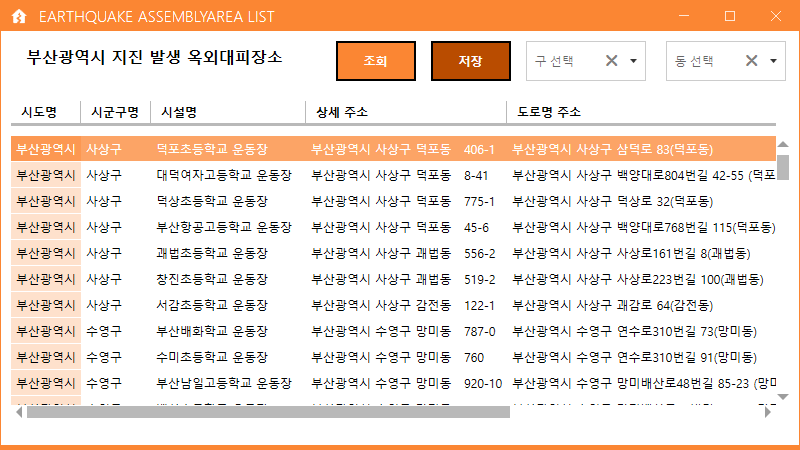 EARTHQUAKE ASSEMBLYAREA LIST
부산광역시 지진 발생 옥외대피장소 조회 저장 구 선택 동 선택
시도명 시군구명 시설명 상세 주소 도로명 주소
부산광역시 사상구 덕포초등학교 운동장 부산광역시 사상구 덕포동 406-1 부산광역시 사상구 삼덕로 83(덕포동)
부산광역시 사상구 대덕여자고등학교 운동장 부산광역시 사상구 덕포동 8-41 부산광역시 사상구 백양대로804번길 42-55 (덕포
부산광역시 사상구 덕상초등학교 운동장 부산광역시 사상구 덕포동 775-1 부산광역시 사상구 덕상로 32(덕포동)
부산광역시 사상구 부산항공고등학교 운동장 부산광역시 사상구 덕포동 45-6 부산광역시 사상구 백양대로768번길 115(덕포동)
부산광역시 사상구 괘법초등학교 운동장 부산광역시 사상구 괘법동 556-2 부산광역시 사상구 사상로161번길 8(괘법동)
부산광역시 사상구 창진초등학교 운동장 부산광역시 사상구 괘법동 519-2 부산광역시 사상구 사상로223번길 100(괘법동)
부산광역시 사상구 서감초등학교 운동장 부산광역시 사상구 감전동 122-1 부산광역시 사상구 괘감로 64(감전동)
부산광역시 수영구 부산배화학교 운동장 부산광역시 수영구 망미동 787-0 부산광역시 수영구 연수로310번길 73(망미동)
부산광역시 수영구 수미초등학교 운동장 부산광역시 수영구 망미동 760 부산광역시 수영구 연수로310번길 91(망미동)
부산광역시 수영구 부산남일고등학교 운동장 부산광역시 수영구 망미동 920-10 부산광역시 수영구 망미배산로48번길 85-23 (망미